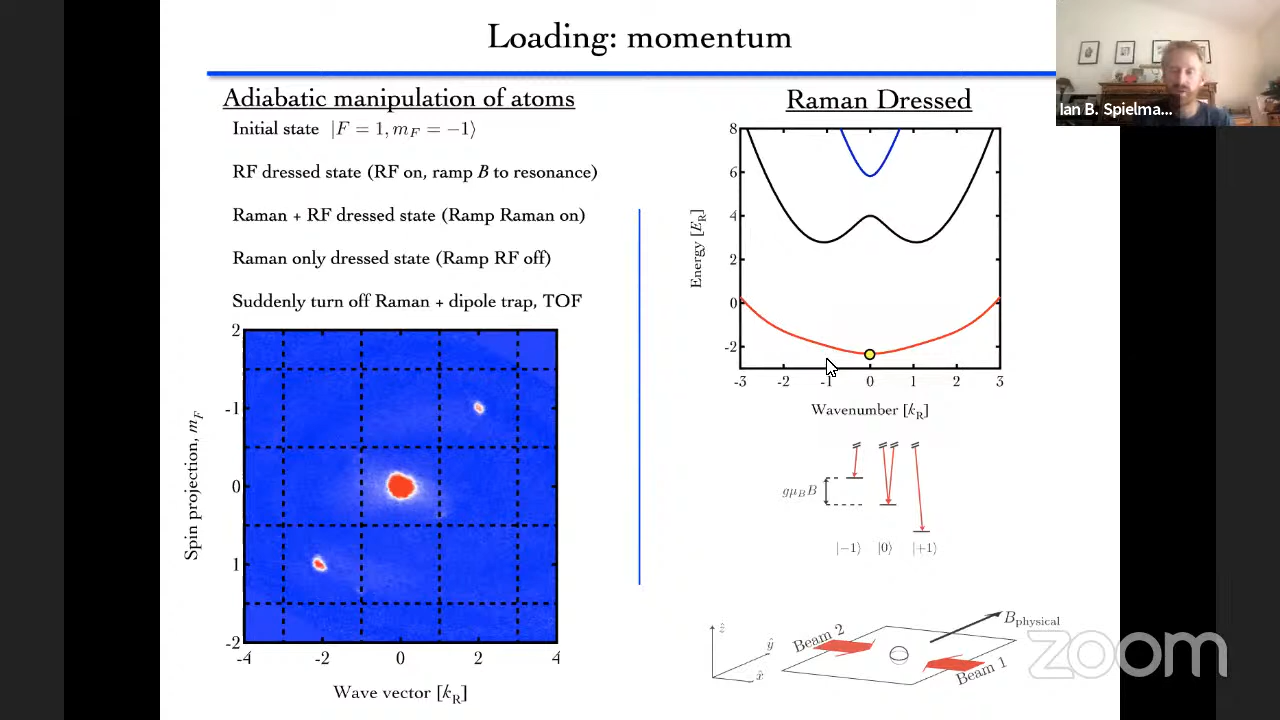 Loading: momentum
Adiabatic manipulation of atoms
Initial state |F = 1, m_F = −1⟩
RF dressed state (RF on, ramp B to resonance)
Raman + RF dressed state (Ramp Raman on)
Raman only dressed state (Ramp RF off)
Suddenly turn off Raman + dipole trap, TOF
2
-1
0
1
-2
Spin projection, m_F
-4
-2
0
2
4
Wave vector [k_R]
Raman Dressed
8
6
4
2
0
-2
Energy [E_R]
-3
-2
-1
0
1
2
3
Wavenumber [k_R]
gμ_B B
|−1⟩
|0⟩
|+1⟩
ẑ
ŷ
x̂
Beam 2
B_physical
Beam 1
Ian B. Spielma...
zoom